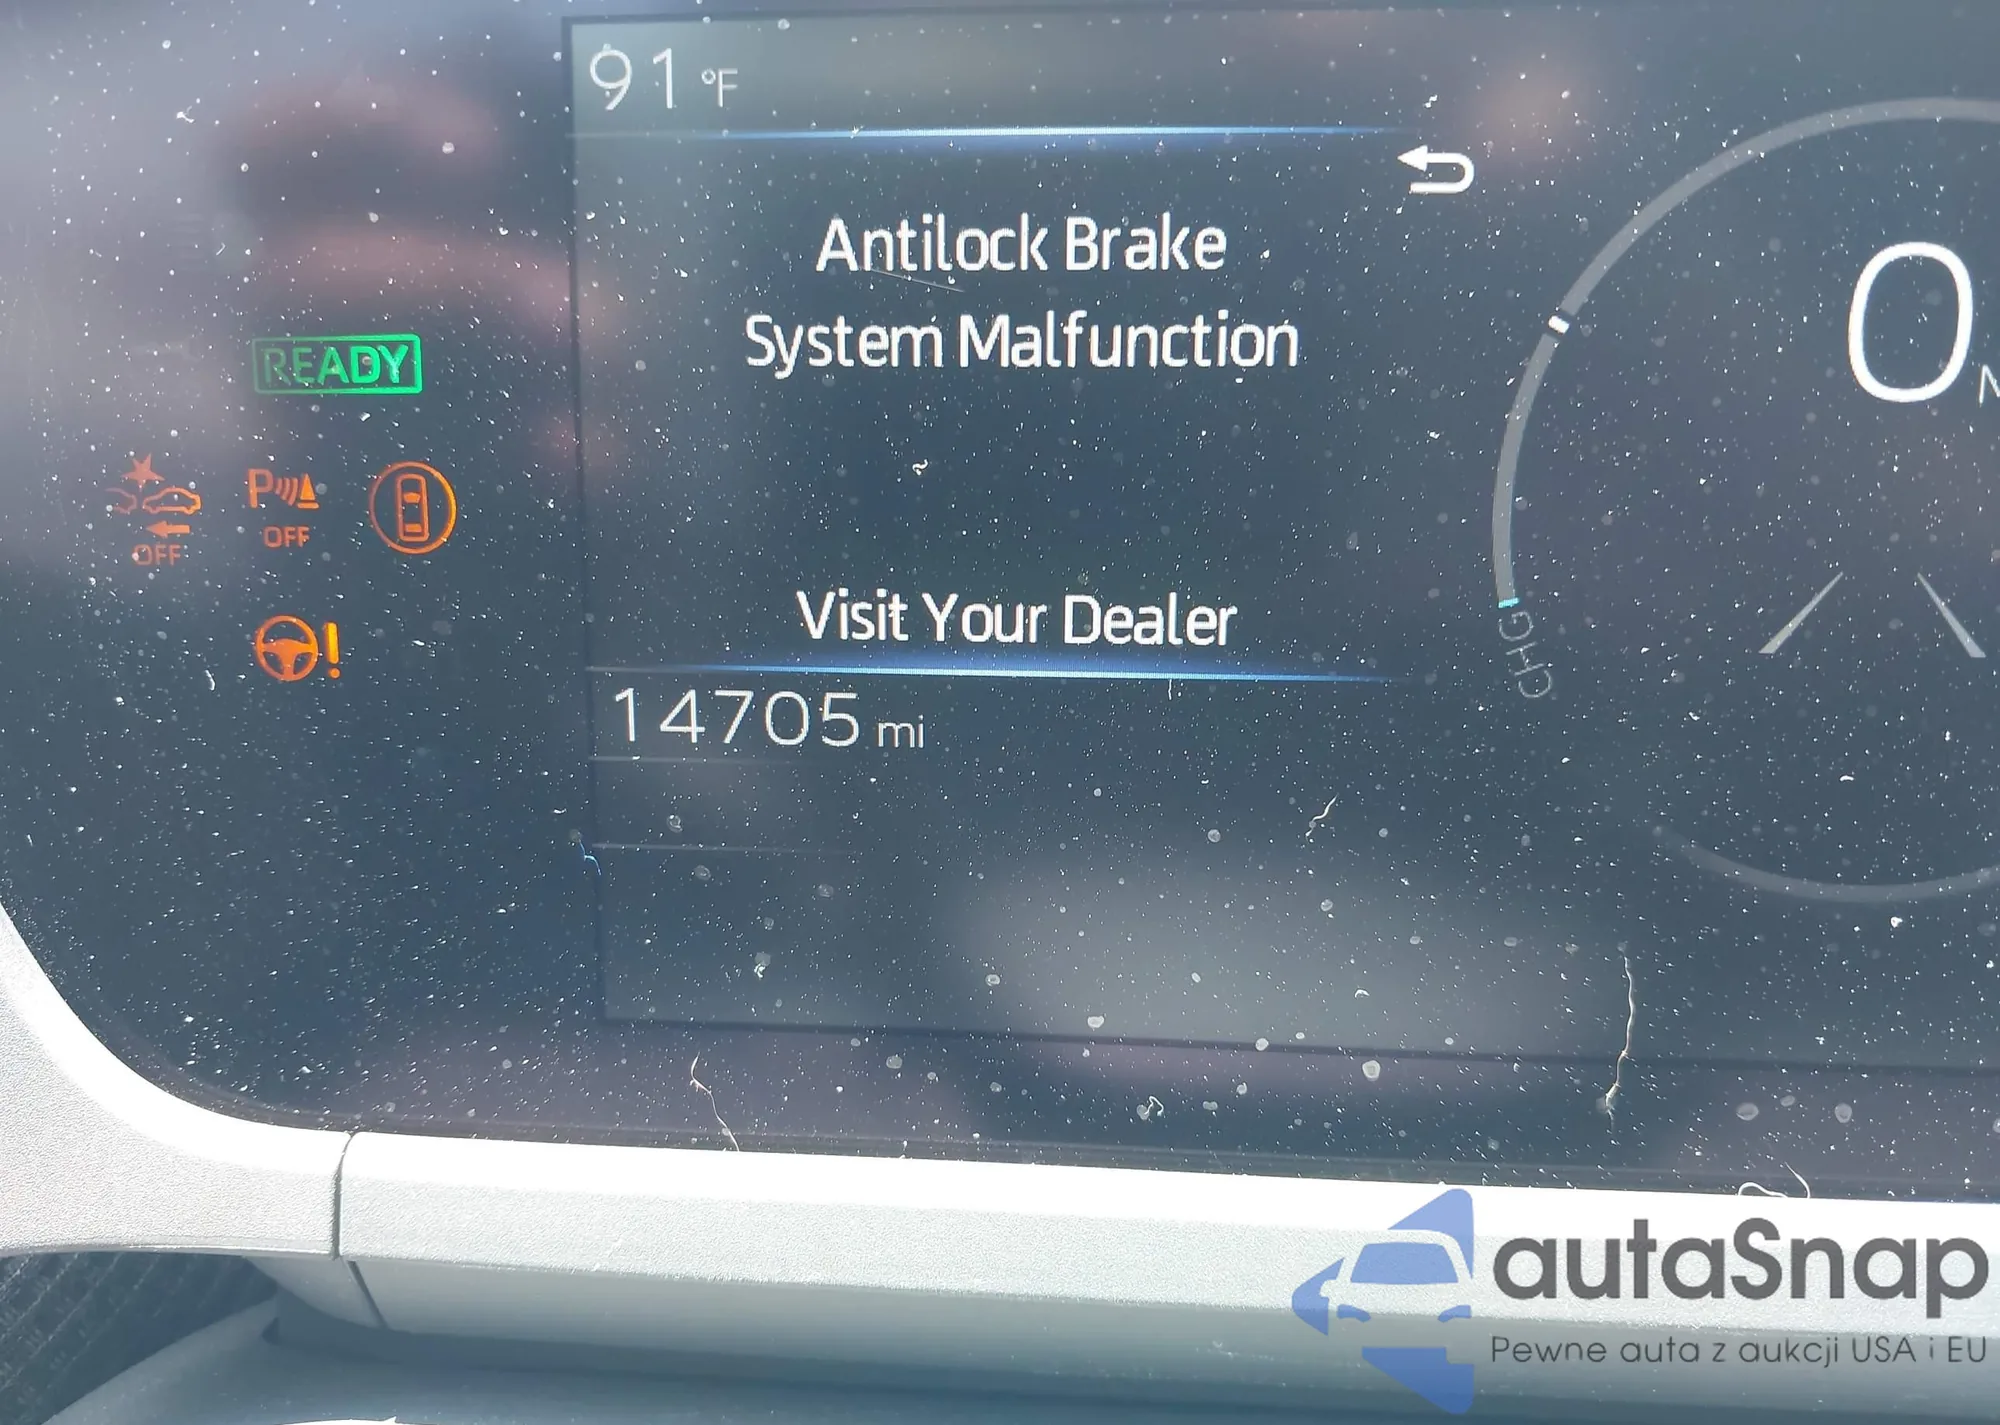 91 °F
Antilock Brake
System Malfunction
READY
0
P
OFF
OFF
!
Visit Your Dealer
CHG
14705 mi
autaSnap
Pewne auta z aukcji USA i EU